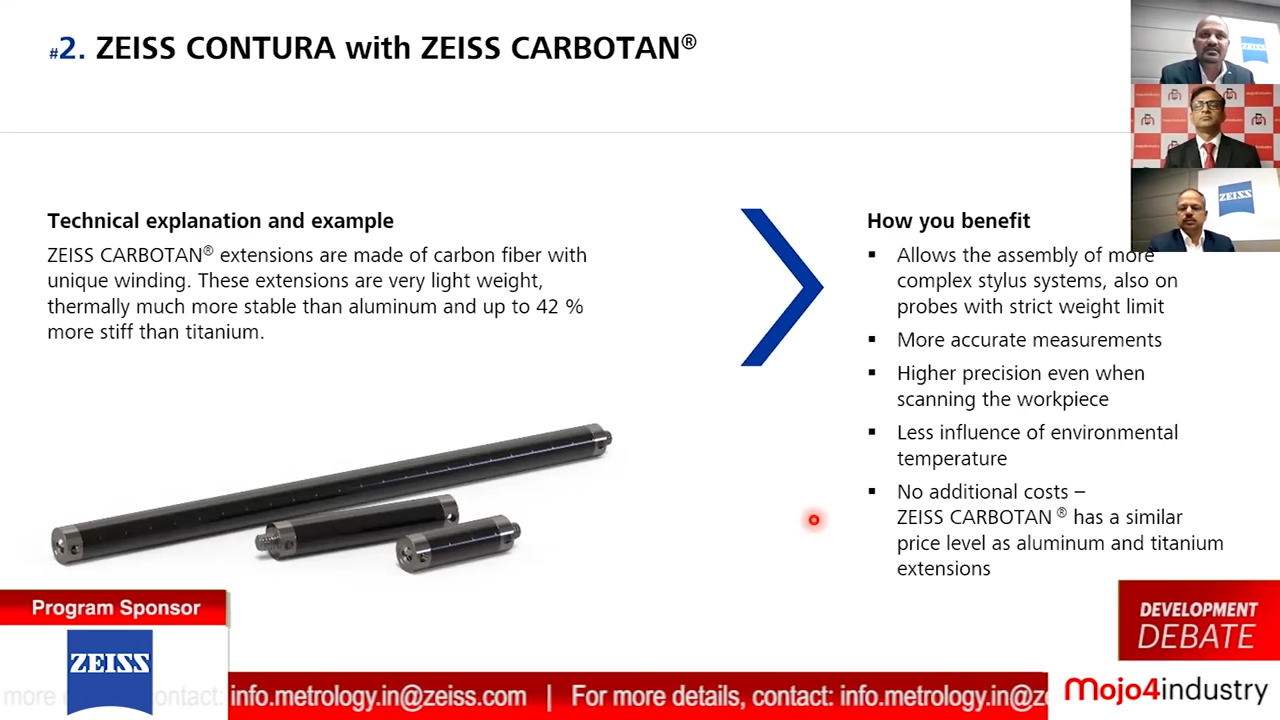 #2. ZEISS CONTURA with ZEISS CARBOTAN®
ZEISS
ZEISS
Technical explanation and example
ZEISS CARBOTAN® extensions are made of carbon fiber with
unique winding. These extensions are very light weight,
thermally much more stable than aluminum and up to 42 %
more stiff than titanium.
How you benefit
▪ Allows the assembly of more
complex stylus systems, also on
probes with strict weight limit
▪ More accurate measurements
▪ Higher precision even when
scanning the workpiece
▪ Less influence of environmental
temperature
▪ No additional costs –
ZEISS CARBOTAN ® has a similar
price level as aluminum and titanium
extensions
Program Sponsor
ZEISS
DEVELOPMENT
DEBATE
more contact: info.metrology.in@zeiss.com | For more details, contact: info.metrology.in@ze
Mojo4industry